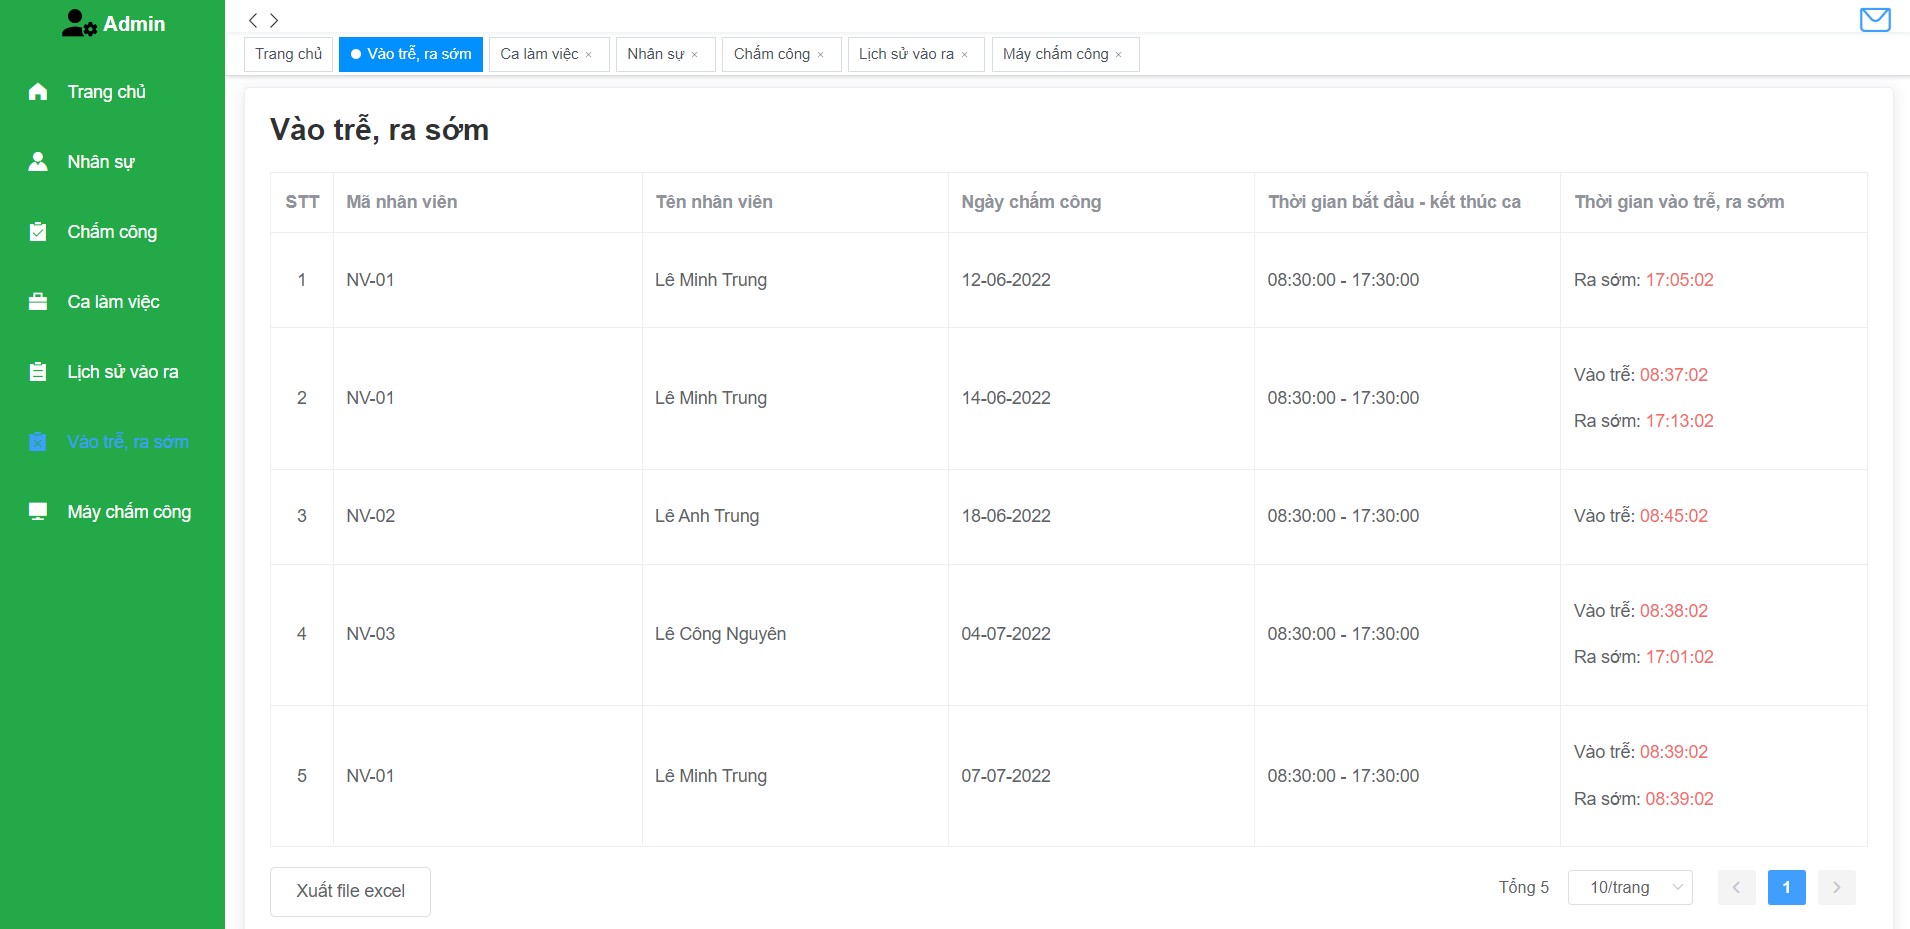 Admin
Trang chủ
Nhân sự
Chấm công
Ca làm việc
Lịch sử vào ra
Vào trễ, ra sớm
Máy chấm công
Trang chủ Vào trễ, ra sớm Ca làm việc × Nhân sự × Chấm công × Lịch sử vào ra × Máy chấm công ×
Vào trễ, ra sớm
STT Mã nhân viên Tên nhân viên Ngày chấm công Thời gian bắt đầu - kết thúc ca Thời gian vào trễ, ra sớm
1 NV-01 Lê Minh Trung 12-06-2022 08:30:00 - 17:30:00 Ra sớm: 17:05:02
2 NV-01 Lê Minh Trung 14-06-2022 08:30:00 - 17:30:00 Vào trễ: 08:37:02
Ra sớm: 17:13:02
3 NV-02 Lê Anh Trung 18-06-2022 08:30:00 - 17:30:00 Vào trễ: 08:45:02
4 NV-03 Lê Công Nguyên 04-07-2022 08:30:00 - 17:30:00 Vào trễ: 08:38:02
Ra sớm: 17:01:02
5 NV-01 Lê Minh Trung 07-07-2022 08:30:00 - 17:30:00 Vào trễ: 08:39:02
Ra sớm: 08:39:02
Xuất file excel Tổng 5 10/trang 1